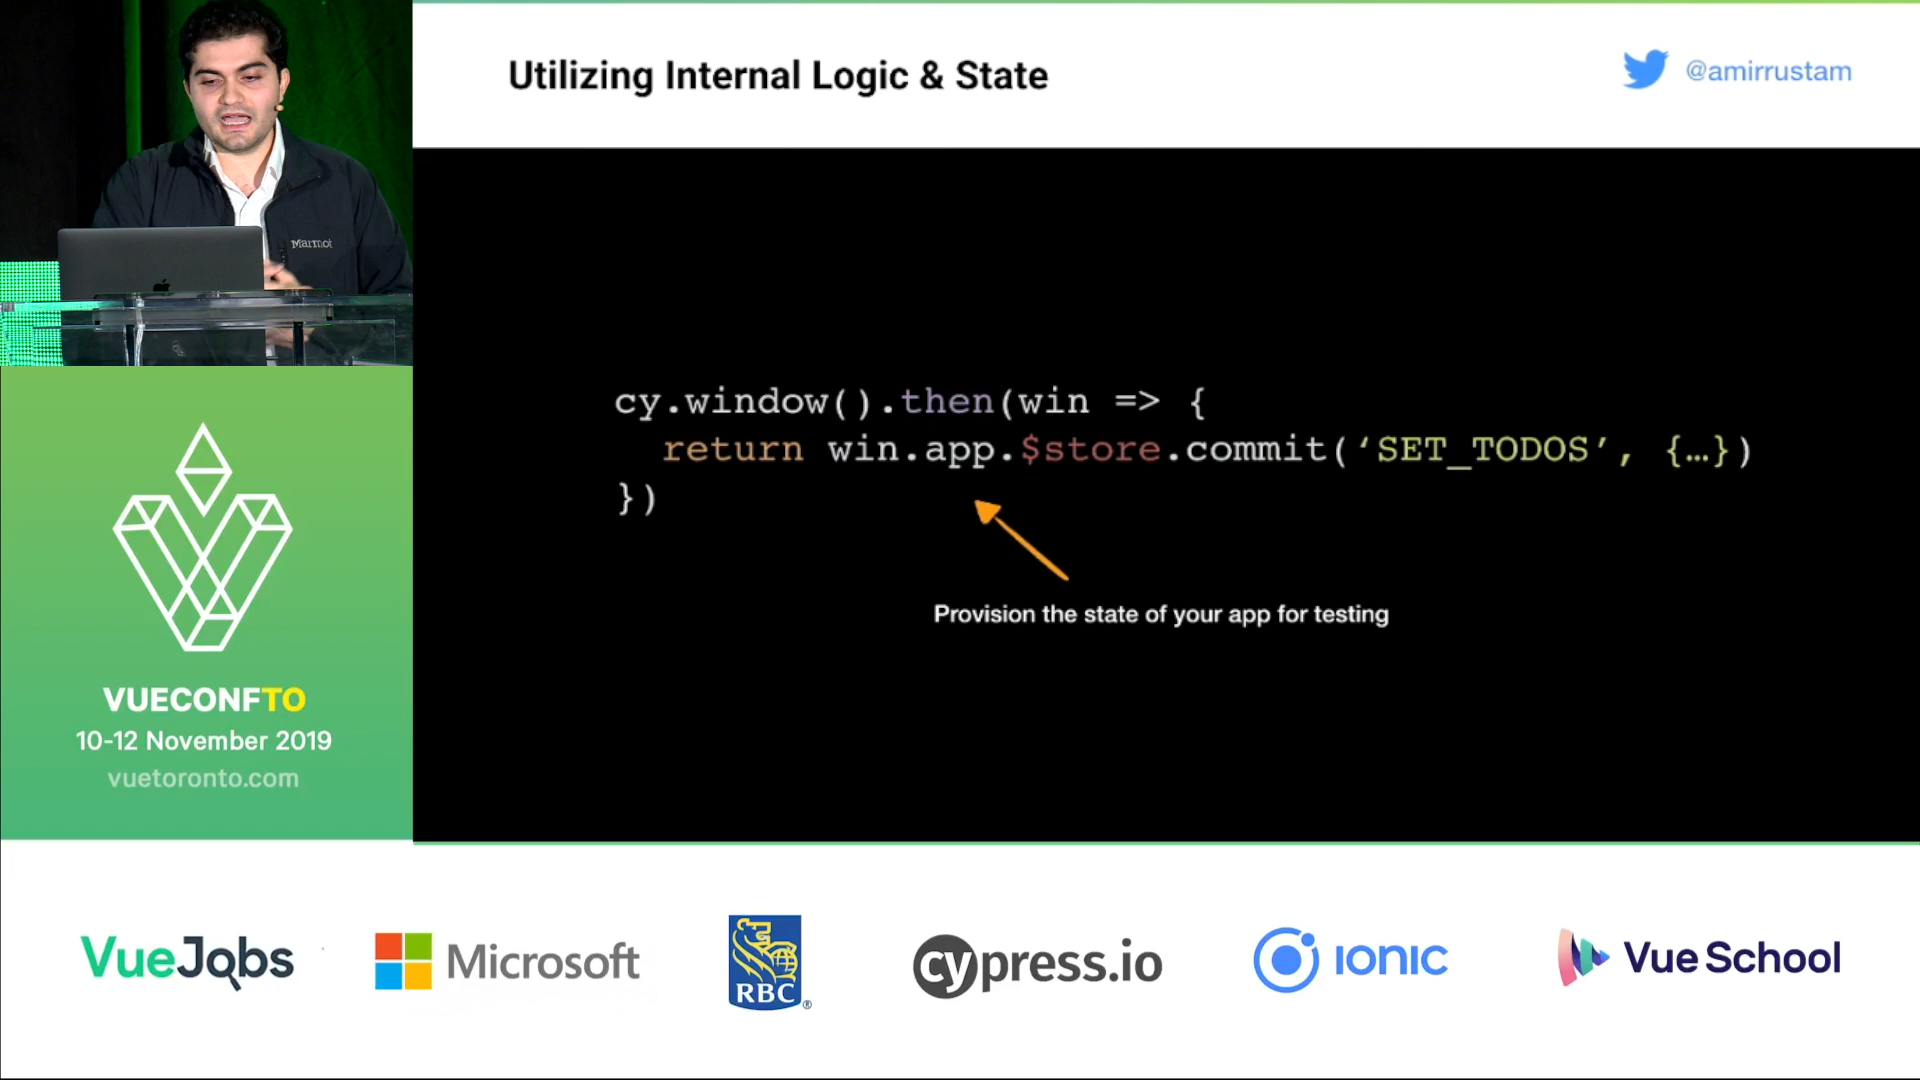 Utilizing Internal Logic & State
@amirrustam
Marmot
cy.window().then(win => {
return win.app.$store.commit(‘SET_TODOS’, {…})
})
Provision the state of your app for testing
VUECONFTO
10-12 November 2019
vuetoronto.com
VueJobs
Microsoft
RBC®
cypress.io
IONIC
Vue School